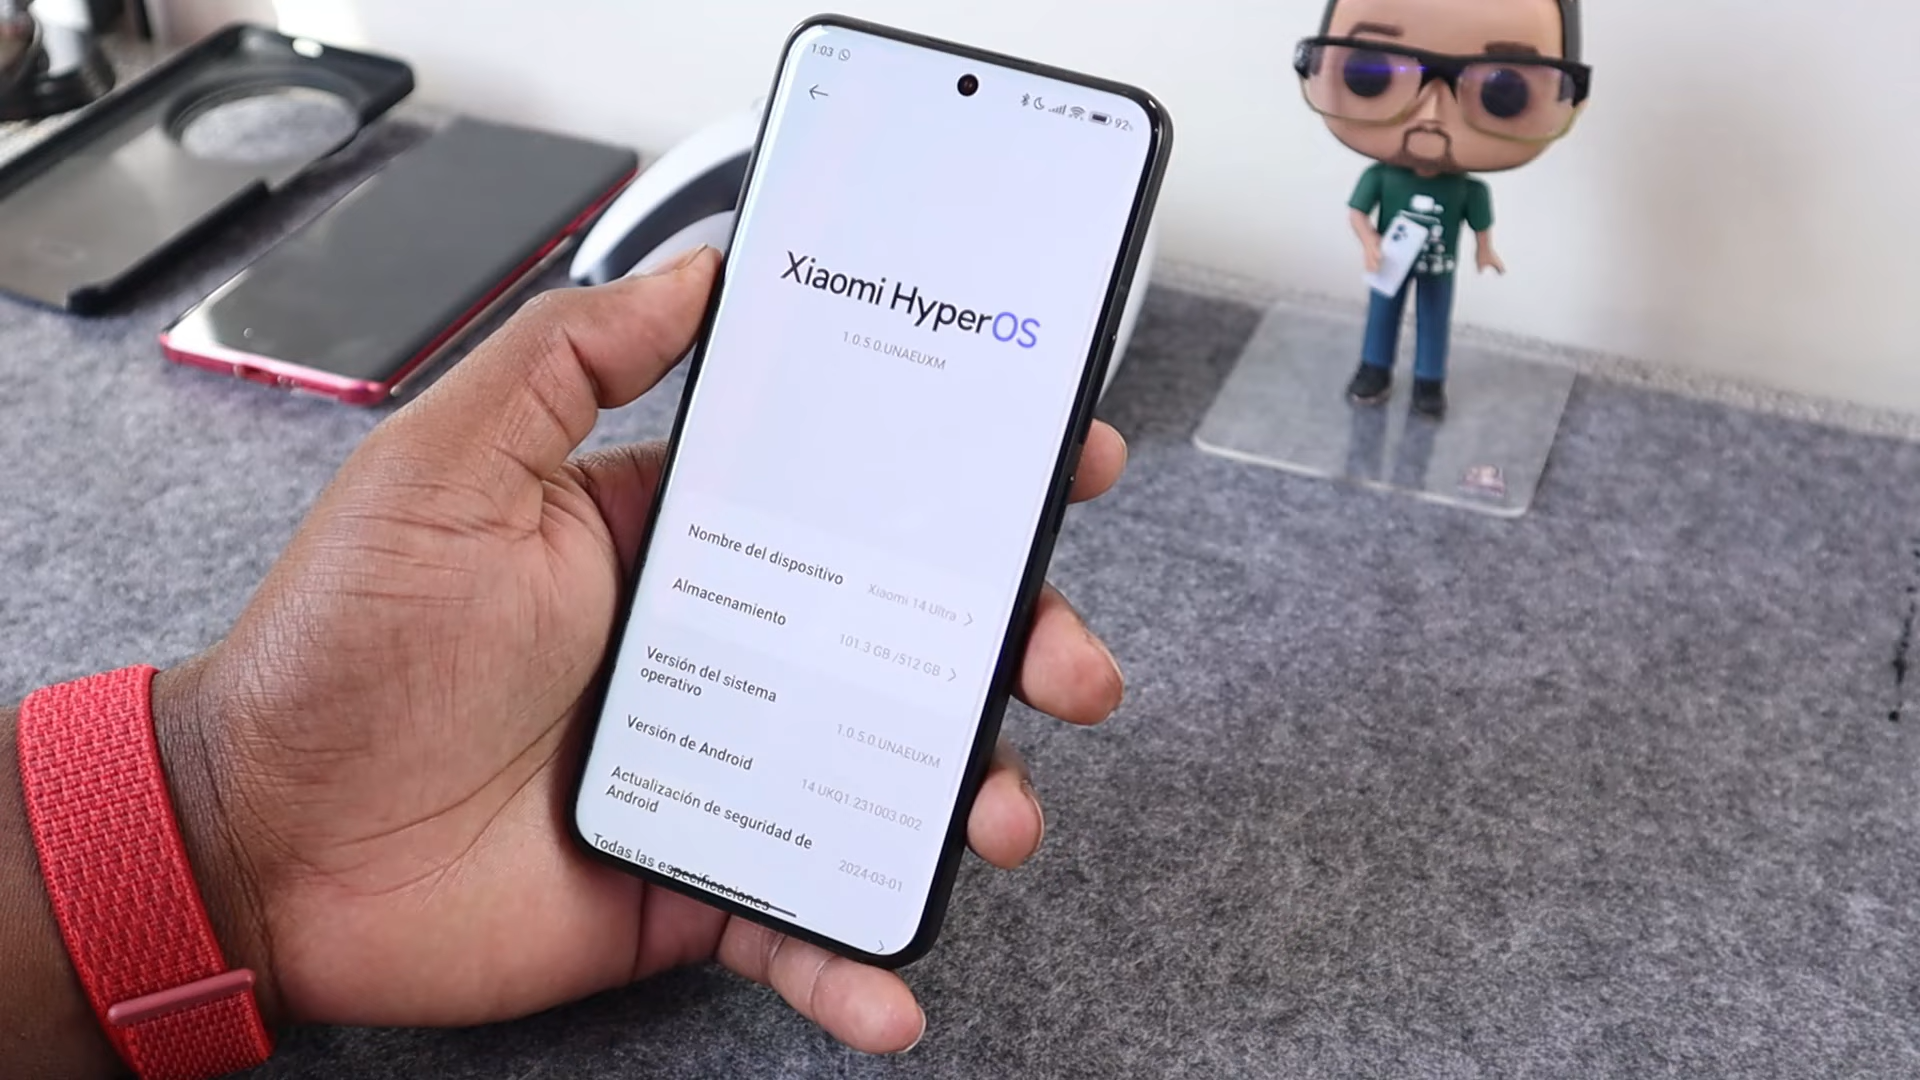 1:03
92%
Xiaomi HyperOS
1.0.5.0.UNAEUXM
Nombre del dispositivo
Xiaomi 14 Ultra
Almacenamiento
101.3 GB /512 GB
Versión del sistema
operativo
1.0.5.0.UNAEUXM
Versión de Android
14 UKQ1.231003.002
Actualización de seguridad de
Android
2024-03-01
Todas las especificaciones